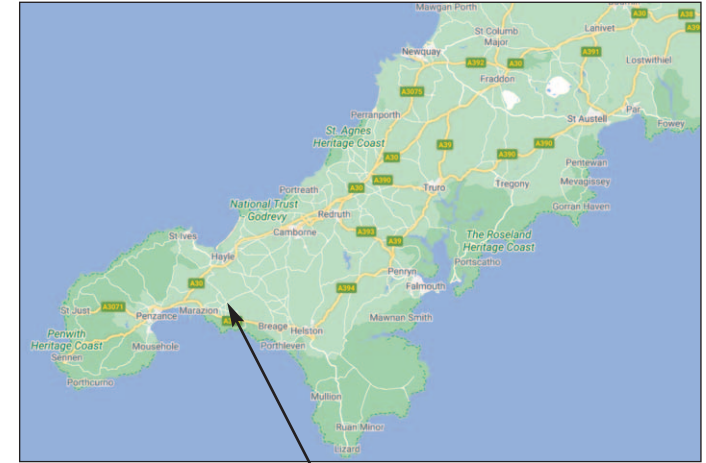 Mawgan Porth
A30
A38
St Columb
Major
Lanivet
A39
Newquay
A392
A30
A391
Lostwithiel
Fraddon
A3075
Perranporth
Par
St Austell
Fowey
St. Agnes
Heritage Coast
A39
A390
A30
A390
Pentewan
A390
Portreath
A30
Truro
Tregony
Mevagissey
National Trust
Godrevy
Redruth
Gorran Haven
Camborne
A393
St Ives
A39
The Roseland
Heritage Coast
Hayle
Portscatho
Penryn
A30
A394
Falmouth
St Just
A3071
Penzance
Marazion
Mawnan Smith
Breage
Helston
Penwith
Heritage Coast
Mousehole
Porthleven
Sennen
Porthcurno
Mullion
Ruan Minor
Lizard